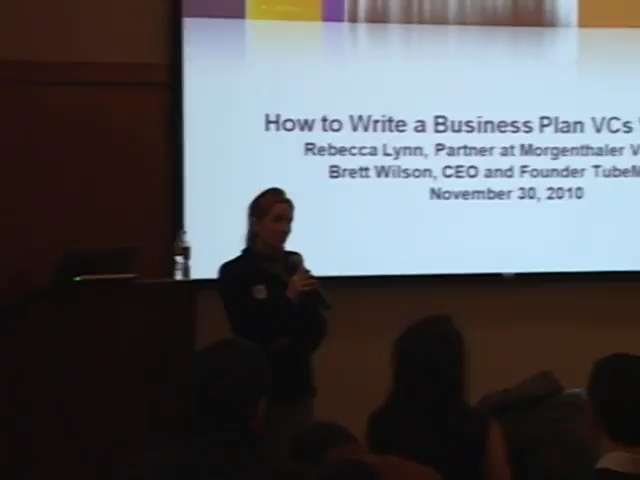 How to Write a Business Plan VCs
Rebecca Lynn, Partner at Morgenthaler V
Brett Wilson, CEO and Founder TubeM
November 30, 2010